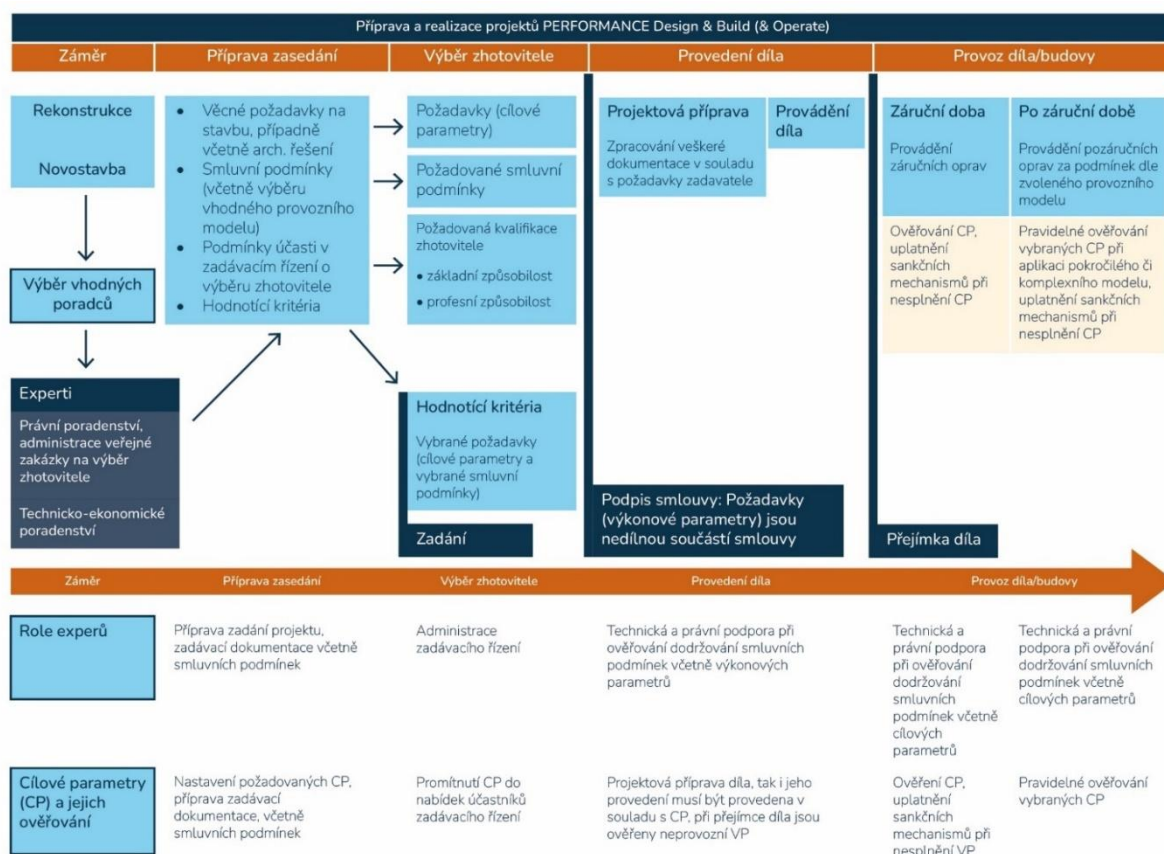 Příprava a realizace projektů PERFORMANCE Design & Build (& Operate)
Záměr
Příprava zasedání
Výběr zhotovitele
Provedení díla
Provoz díla/budovy
Rekonstrukce
Novostavba
Výběr vhodných
poradců
Experti
Právní poradenství,
administrace veřejné
zakázky na výběr
zhotovitele
Technicko-ekonomické
poradenství
• Věcné požadavky na
stavbu, případně
včetně arch. řešení
• Smluvní podmínky
(včetně výběru
vhodného provozního
modelu)
• Podmínky účasti v
zadávacím řízení o
výběru zhotovitele
• Hodnotící kritéria
Požadavky (cílové
parametry)
Požadované smluvní
podmínky
Požadovaná kvalifikace
zhotovitele
• základní způsobilost
• profesní způsobilost
Hodnotící kritéria
Vybrané požadavky
(cílové parametry a
vybrané smluvní
podmínky)
Zadání
Projektová příprava
Zpracování veškeré
dokumentace v souladu
s požadavky zadavatele
Provádění
díla
Podpis smlouvy: Požadavky
(výkonové parametry) jsou
nedílnou součástí smlouvy
Záruční doba
Provádění
záručních oprav
Ověřování CP,
uplatnění
sankčních
mechanismů při
nesplnění CP
Po záruční době
Provádění pozáručních
oprav za podmínek dle
zvoleného provozního
modelu
Pravidelné ověřování
vybraných CP při
aplikaci pokročilého či
komplexního modelu,
uplatnění sankčních
mechanismů při
nesplnění CP
Přejímka díla
Záměr
Příprava zasedání
Výběr zhotovitele
Provedení díla
Provoz díla/budovy
Role experů
Příprava zadání projektu,
zadávací dokumentace včetně
smluvních podmínek
Administrace
zadávacího řízení
Technická a právní podpora při
ověřování dodržování smluvních
podmínek včetně výkonových
parametrů
Technická a
právní podpora
při ověřování
dodržování
smluvních
podmínek včetně
cílových
parametrů
Technická a právní
podpora při ověřování
dodržování smluvních
podmínek včetně
cílových parametrů
Cílové parametry
(CP) a jejich
ověřování
Nastavení požadovaných CP,
příprava zadávací
dokumentace, včetně
smluvních podmínek
Promítnutí CP do
nabídek účastníků
zadávacího řízení
Projektová příprava díla, tak i jeho
provedení musí být provedena v
souladu s CP, při přejímce díla jsou
ověřeny neprovozní VP
Ověření CP,
uplatnění
sankčních
mechanismů při
nesplnění VP
Pravidelné ověřování
vybraných CP